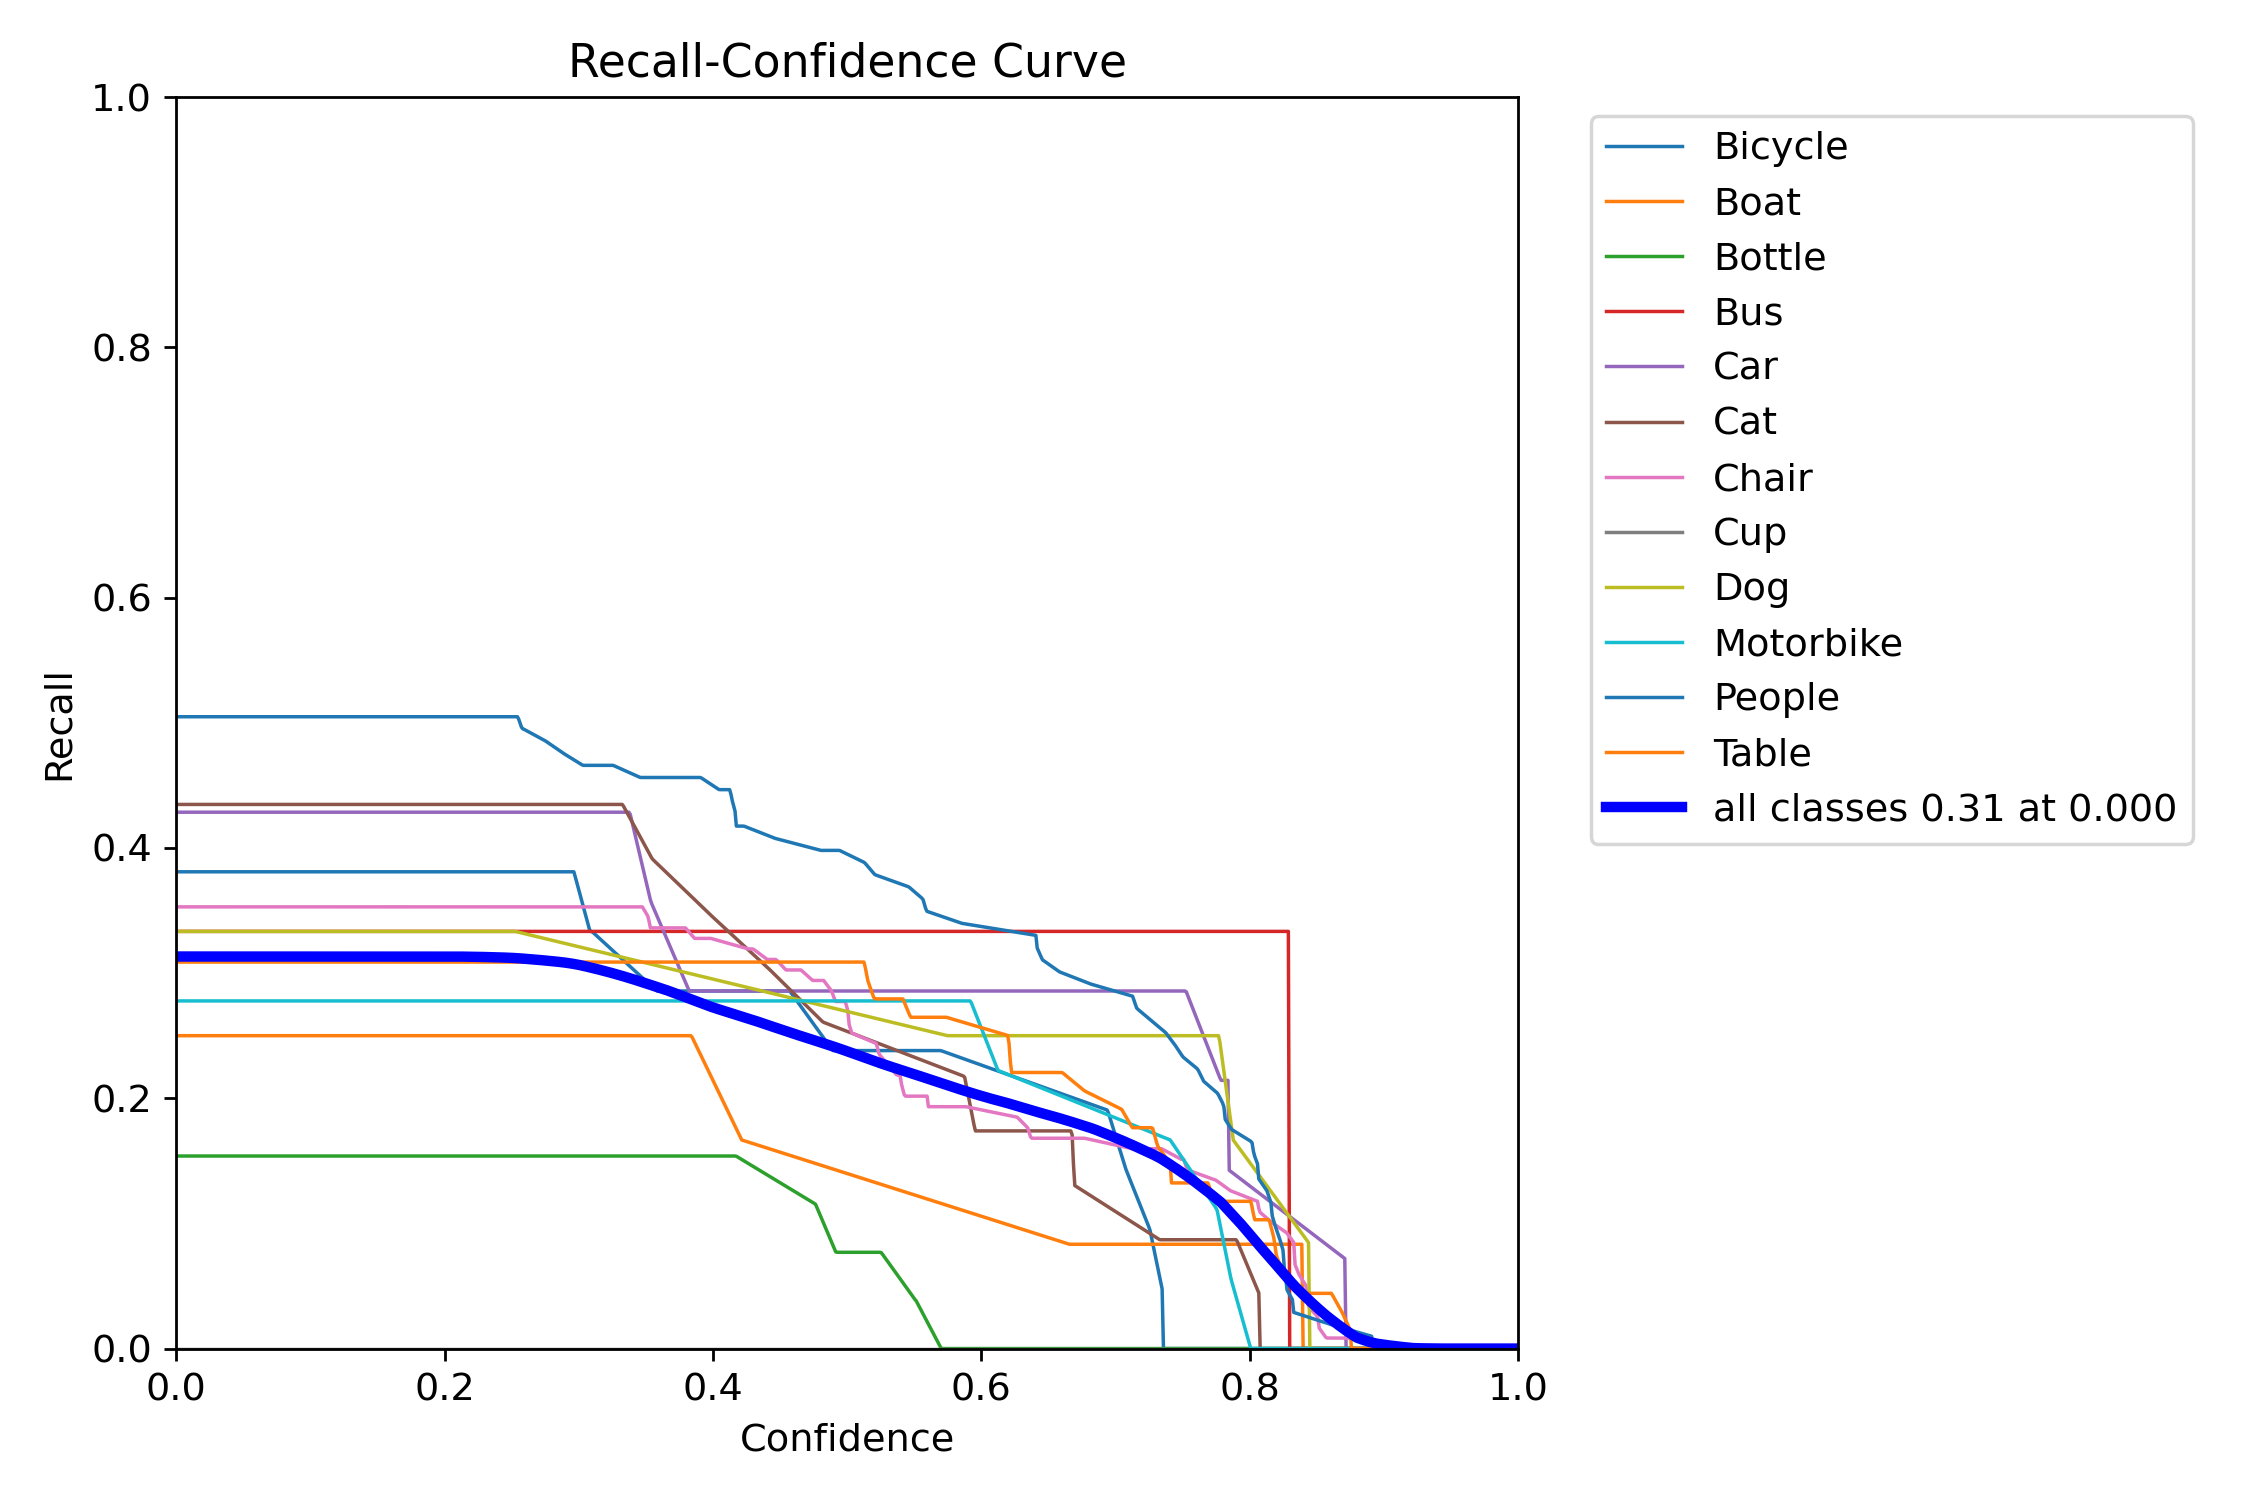 Recall-Confidence Curve
1.0
0.8
0.6
0.4
0.2
0.0
Recall
0.0 0.2 0.4 0.6 0.8 1.0
Confidence
Bicycle
Boat
Bottle
Bus
Car
Cat
Chair
Cup
Dog
Motorbike
People
Table
all classes 0.31 at 0.000